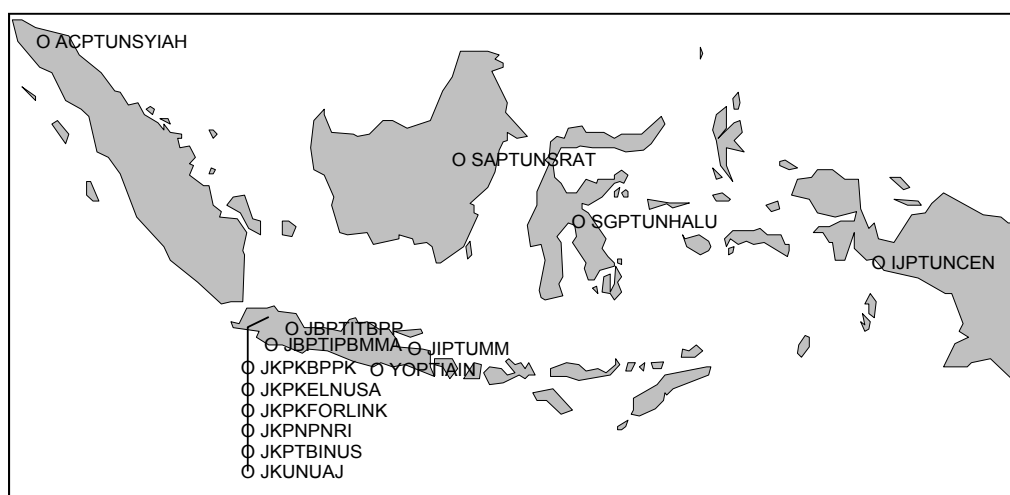 O ACPTUNSYIAH
O SAPTUNSRAT
O SGPTUNHALU
O IJPTUNCEN
O JBPTITBPP
O JBPTIPBMMA
O JIPTUMM
O JKPKBPPK
O YOPTIAIN
O JKPKELNUSA
O JKPKFORLINK
O JKPNPNRI
O JKPTBINUS
O JKUNUAJ